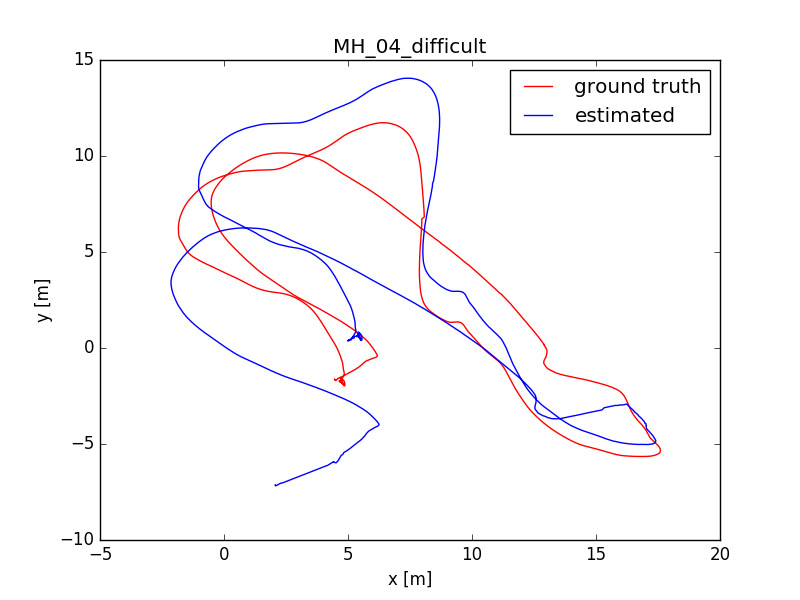 MH_04_difficult
ground truth
estimated
15
10
5
0
−5
−10
y [m]
−5 0 5 10 15 20
x [m]